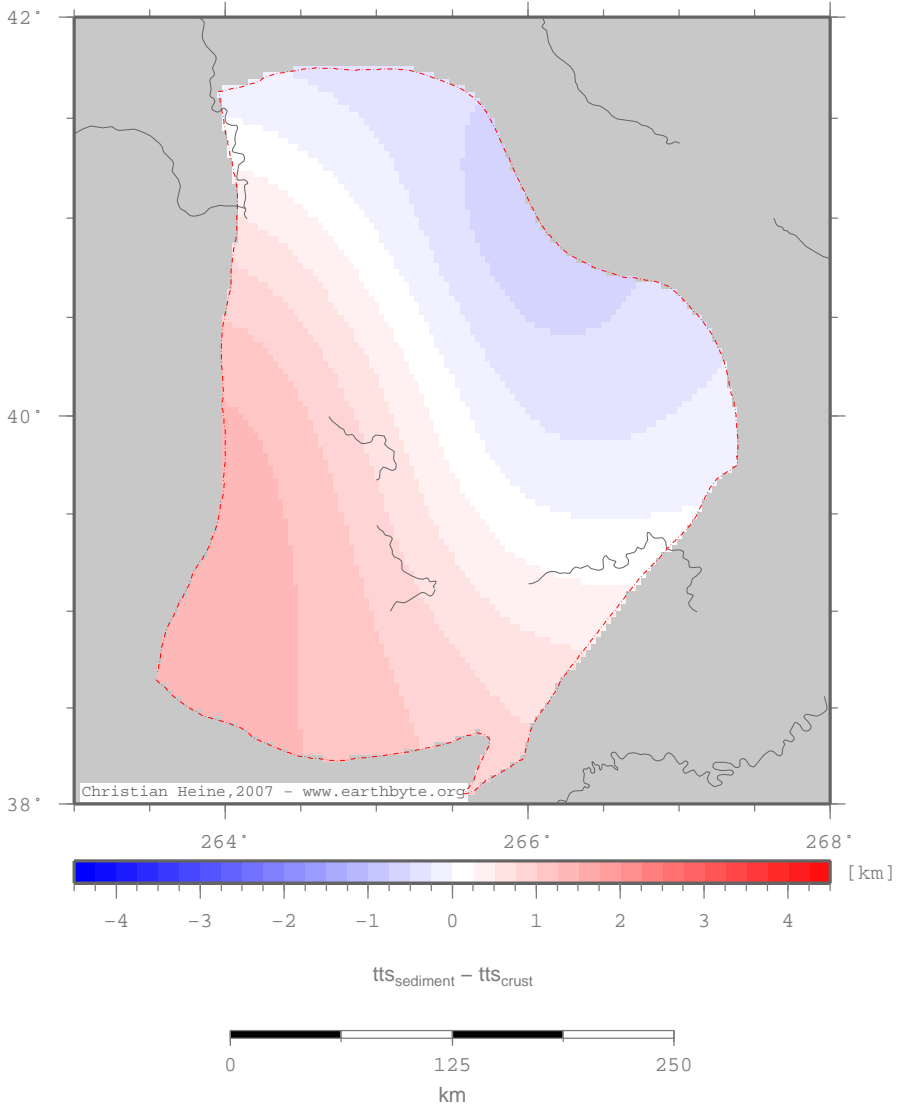 42°
40°
38°
Christian Heine,2007 - www.earthbyte.org
264° 266° 268°
[km]
-4 -3 -2 -1 0 1 2 3 4
tts_sediment − tts_crust
0 125 250
km